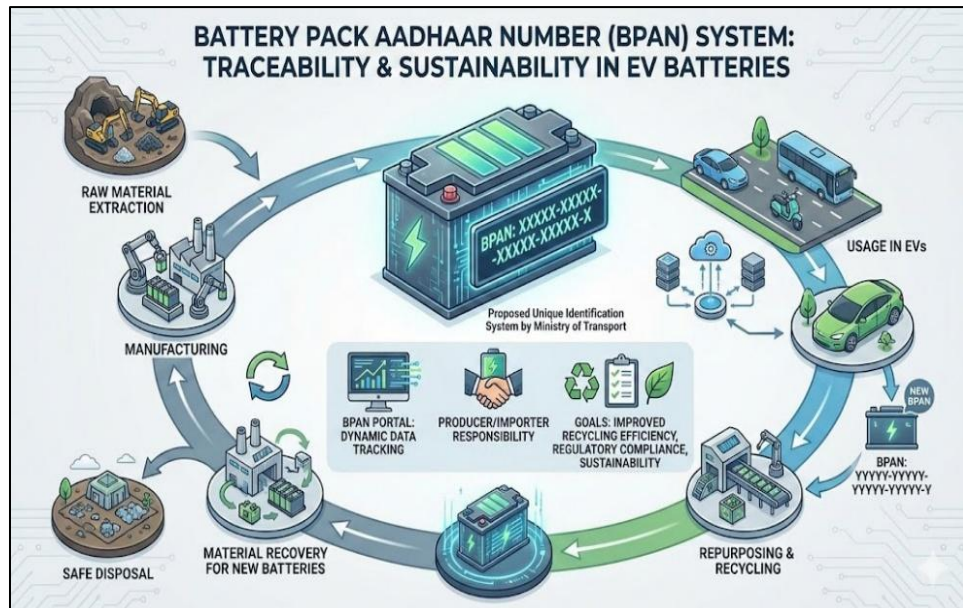 BATTERY PACK AADHAAR NUMBER (BPAN) SYSTEM:
TRACEABILITY & SUSTAINABILITY IN EV BATTERIES
RAW MATERIAL
EXTRACTION
BPAN: XXXXX-XXXXX-
-XXXXX-XXXXX-X
USAGE IN EVs
Proposed Unique Identification
System by Ministry of Transport
MANUFACTURING
BPAN PORTAL:
DYNAMIC DATA
TRACKING
PRODUCER/IMPORTER
RESPONSIBILITY
GOALS: IMPROVED
RECYCLING EFFICIENCY,
REGULATORY COMPLIANCE,
SUSTAINABILITY
NEW
BPAN
BPAN:
YYYYY-YYYYY-
YYYYY-YYYYY-Y
SAFE DISPOSAL
MATERIAL RECOVERY
FOR NEW BATTERIES
REPURPOSING &
RECYCLING